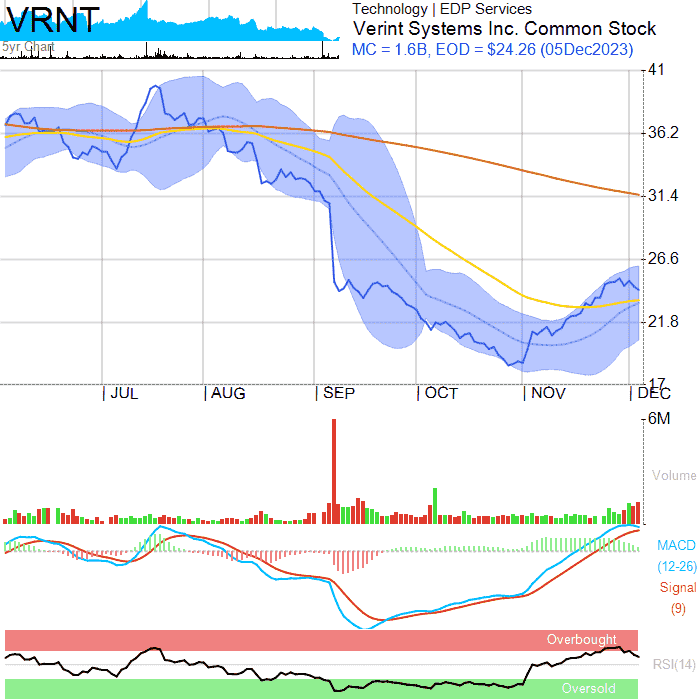 VRNT
5yr Chart
Technology | EDP Services
Verint Systems Inc. Common Stock
MC = 1.6B, EOD = $24.26 (05Dec2023)
41
36.2
31.4
26.6
21.8
17
| JUL | AUG | SEP | OCT | NOV | DEC
6M
Volume
MACD
(12-26)
Signal
(9)
Overbought
RSI(14)
Oversold